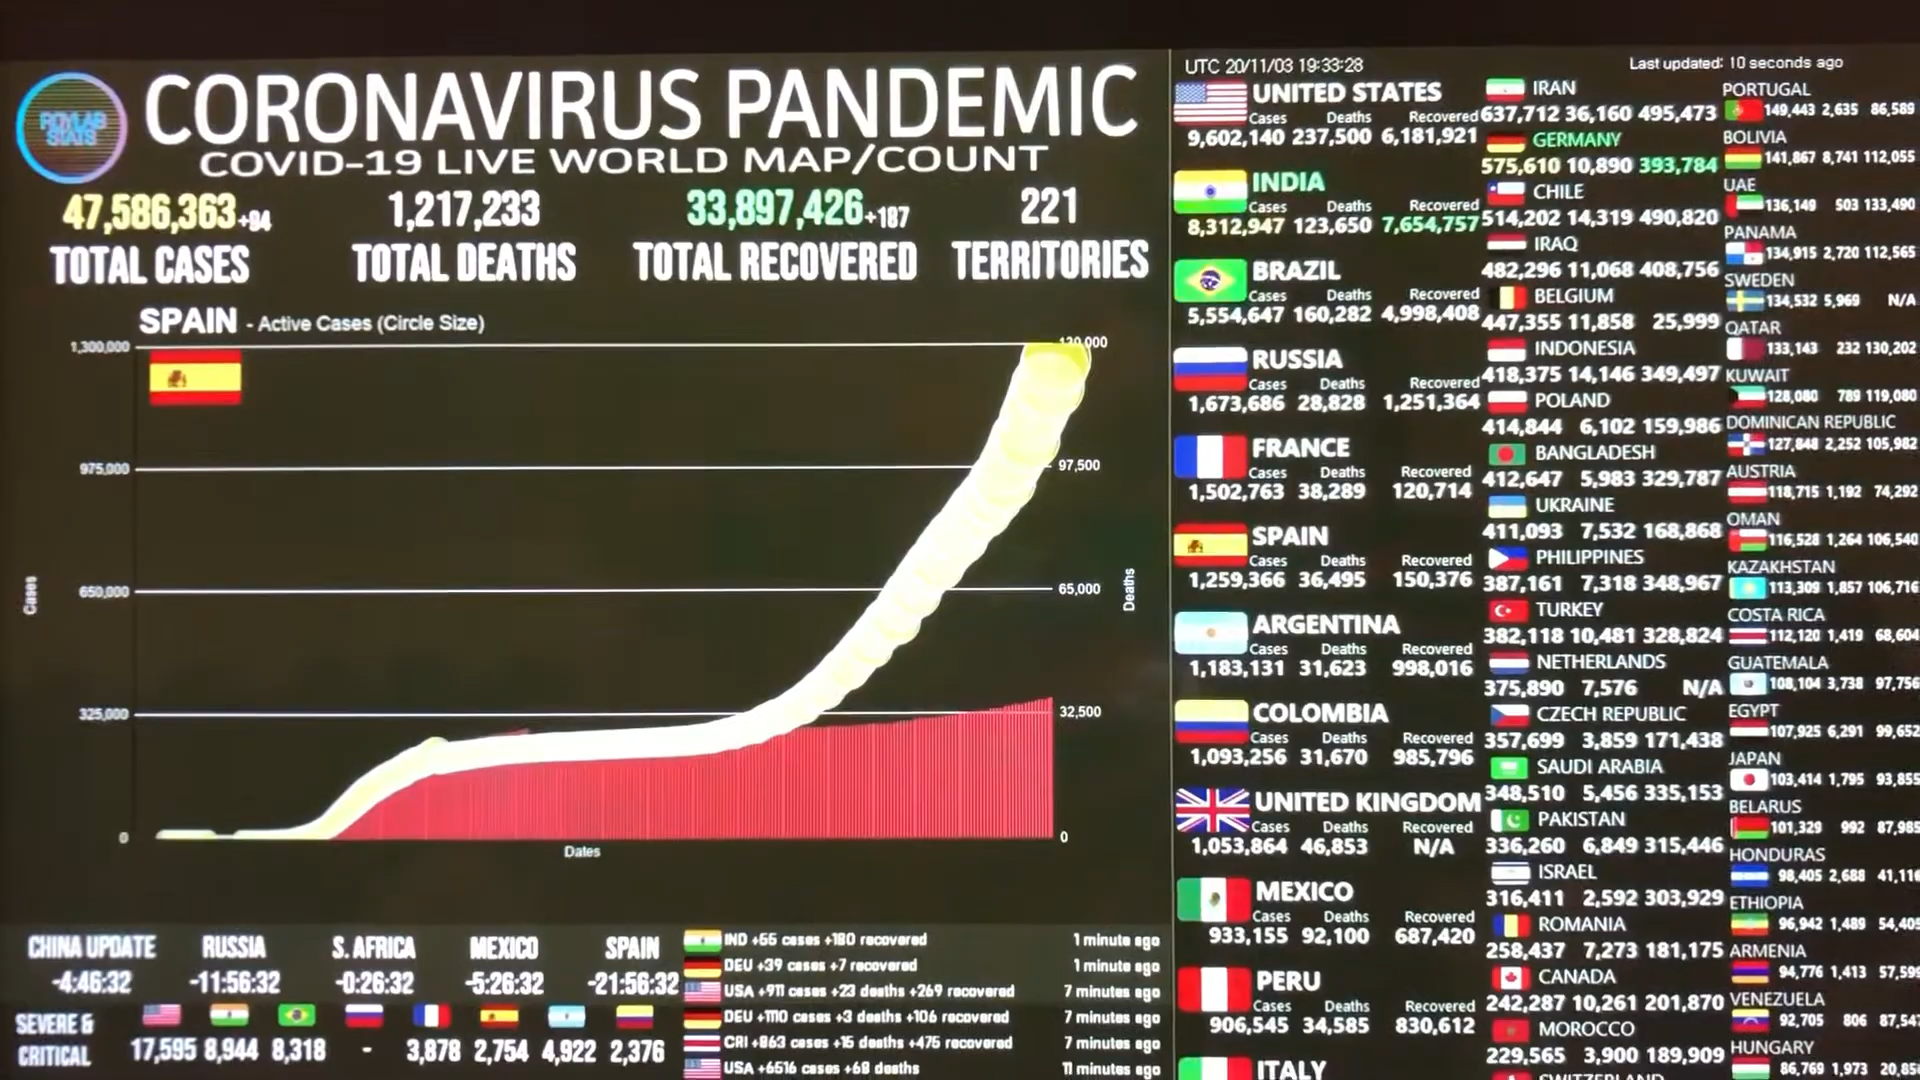 ROYLAB
STATS
CORONAVIRUS PANDEMIC
COVID-19 LIVE WORLD MAP/COUNT
47,586,363+94
TOTAL CASES
1,217,233
TOTAL DEATHS
33,897,426+187
TOTAL RECOVERED
221
TERRITORIES
SPAIN - Active Cases (Circle Size)
1,300,000
975,000
650,000
325,000
0
Cases
97,500
65,000
32,500
0
Deaths
Dates
CHINA UPDATE
-4:46:32
RUSSIA
-11:56:32
S. AFRICA
-0:26:32
MEXICO
-5:26:32
SPAIN
-21:56:32
SEVERE &
CRITICAL
17,595 8,944 8,318 - 3,878 2,754 4,922 2,376
IND +55 cases +180 recovered 1 minute ago
DEU +39 cases +7 recovered 1 minute ago
USA +911 cases +23 deaths +269 recovered 7 minutes ago
DEU +1110 cases +3 deaths +106 recovered 7 minutes ago
CRI +863 cases +15 deaths +475 recovered 7 minutes ago
USA +6516 cases +68 deaths 11 minutes ago
UTC 20/11/03 19:33:28
Last updated: 10 seconds ago
UNITED STATES
Cases Deaths Recovered
9,602,140 237,500 6,181,921
INDIA
Cases Deaths Recovered
8,312,947 123,650 7,654,757
BRAZIL
Cases Deaths Recovered
5,554,647 160,282 4,998,408
RUSSIA
Cases Deaths Recovered
1,673,686 28,828 1,251,364
FRANCE
Cases Deaths Recovered
1,502,763 38,289 120,714
SPAIN
Cases Deaths Recovered
1,259,366 36,495 150,376
ARGENTINA
Cases Deaths Recovered
1,183,131 31,623 998,016
COLOMBIA
Cases Deaths Recovered
1,093,256 31,670 985,796
UNITED KINGDOM
Cases Deaths Recovered
1,053,864 46,853 N/A
MEXICO
Cases Deaths Recovered
933,155 92,100 687,420
PERU
Cases Deaths Recovered
906,545 34,585 830,612
ITALY
IRAN
637,712 36,160 495,473
GERMANY
575,610 10,890 393,784
CHILE
514,202 14,319 490,820
IRAQ
482,296 11,068 408,756
BELGIUM
447,355 11,858 25,999
INDONESIA
418,375 14,146 349,497
POLAND
414,844 6,102 159,986
BANGLADESH
412,647 5,983 329,787
UKRAINE
411,093 7,532 168,868
PHILIPPINES
387,161 7,318 348,967
TURKEY
382,118 10,481 328,824
NETHERLANDS
375,890 7,576 N/A
CZECH REPUBLIC
357,699 3,859 171,438
SAUDI ARABIA
348,510 5,456 335,153
PAKISTAN
336,260 6,849 315,446
ISRAEL
316,411 2,592 303,929
ROMANIA
258,437 7,273 181,175
CANADA
242,287 10,261 201,870
MOROCCO
229,565 3,900 189,909
SWITZERLAND
PORTUGAL
149,443 2,635 86,589
BOLIVIA
141,867 8,741 112,055
UAE
136,149 503 133,490
PANAMA
134,915 2,720 112,565
SWEDEN
134,532 5,969 N/A
QATAR
133,143 232 130,202
KUWAIT
128,080 789 119,080
DOMINICAN REPUBLIC
127,848 2,252 105,982
AUSTRIA
118,715 1,192 74,292
OMAN
116,528 1,264 106,540
KAZAKHSTAN
113,309 1,857 106,716
COSTA RICA
112,120 1,419 68,604
GUATEMALA
108,104 3,738 97,756
EGYPT
107,925 6,291 99,652
JAPAN
103,414 1,795 93,855
BELARUS
101,329 992 87,985
HONDURAS
98,405 2,688 41,116
ETHIOPIA
96,942 1,489 54,405
ARMENIA
94,776 1,413 57,599
VENEZUELA
92,705 806
HUNGARY
86,769 1,973